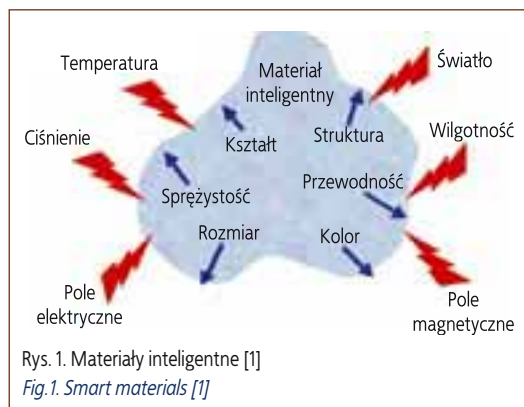 Temperatura
Światło
Materiał
inteligentny
Ciśnienie
Wilgotność
Kształt
Struktura
Sprężystość
Przewodność
Rozmiar
Kolor
Pole
elektryczne
Pole
magnetyczne
Rys. 1. Materiały inteligentne [1]
Fig.1. Smart materials [1]